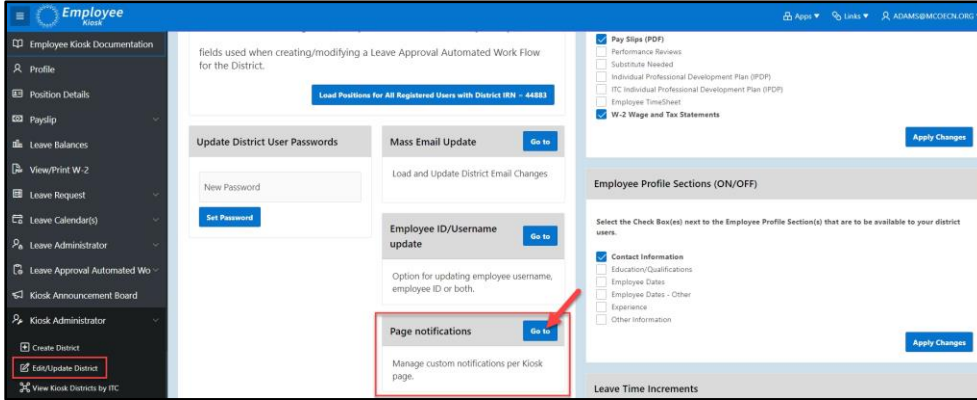 Employee
Kiosk
Apps
Links
ADAMS@MCOECN.ORG
Employee Kiosk Documentation
Profile
Position Details
Payslip
Leave Balances
View/Print W-2
Leave Request
Leave Calendar(s)
Leave Administrator
Leave Approval Automated Wo
Kiosk Announcement Board
Kiosk Administrator
Create District
Edit/Update District
View Kiosk Districts by ITC
fields used when creating/modifying a Leave Approval Automated Work Flow
for the District.
Load Positions for All Registered Users with District IRN - 44883
Update District User Passwords
New Password
Set Password
Mass Email Update
Go to
Load and Update District Email Changes
Employee ID/Username
update
Go to
Option for updating employee username,
employee ID or both.
Page notifications
Go to
Manage custom notifications per Kiosk
page.
Pay Slips (PDF)
Performance Reviews
Substitute Needed
Individual Professional Development Plan (IPDP)
ITC Individual Professional Development Plan (IPDP)
Employee TimeSheet
W-2 Wage and Tax Statements
Apply Changes
Employee Profile Sections (ON/OFF)
Select the Check Box(es) next to the Employee Profile Section(s) that are to be available to your district
users.
Contact Information
Education/Qualifications
Employee Dates
Employee Dates - Other
Experience
Other Information
Apply Changes
Leave Time Increments